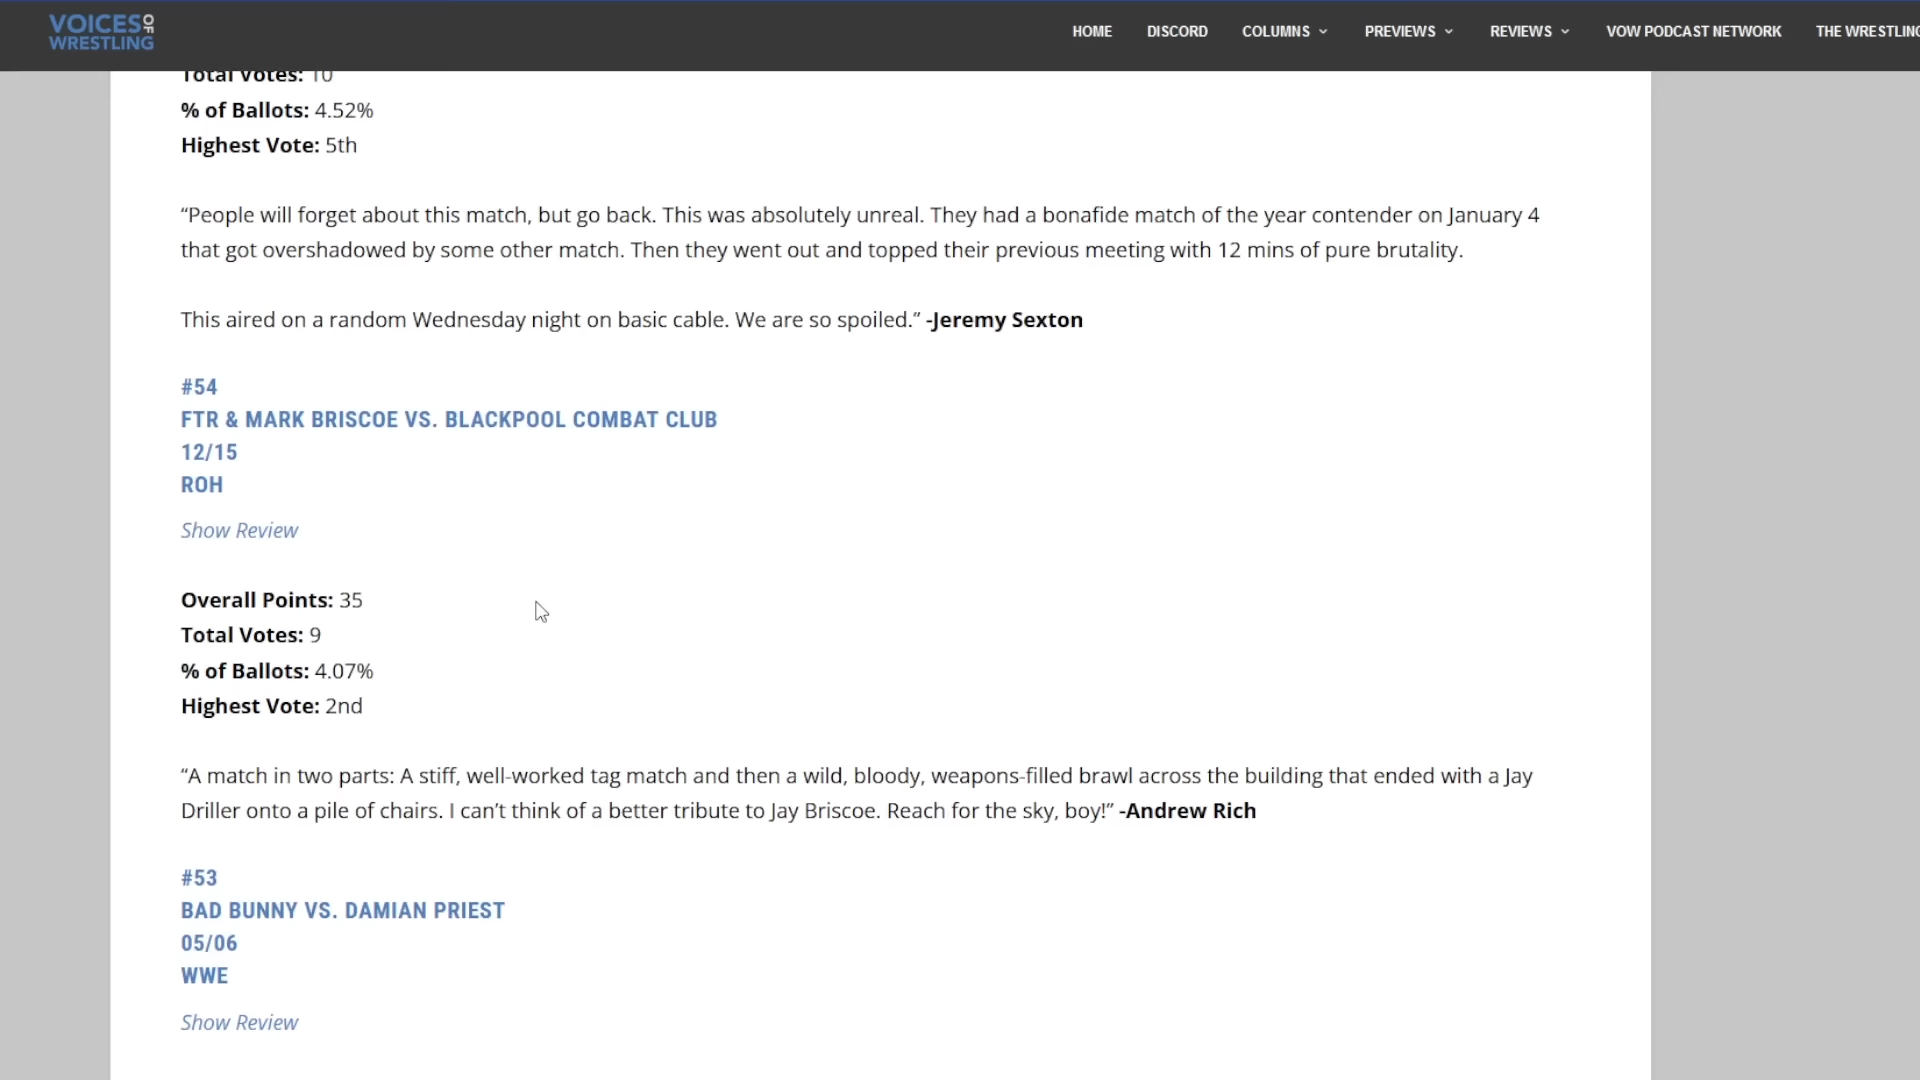 VOICES OF WRESTLING
HOME DISCORD COLUMNS PREVIEWS REVIEWS VOW PODCAST NETWORK THE WRESTLING
Total Votes: 10
% of Ballots: 4.52%
Highest Vote: 5th
“People will forget about this match, but go back. This was absolutely unreal. They had a bonafide match of the year contender on January 4
that got overshadowed by some other match. Then they went out and topped their previous meeting with 12 mins of pure brutality.
This aired on a random Wednesday night on basic cable. We are so spoiled.” -Jeremy Sexton
#54
FTR & MARK BRISCOE VS. BLACKPOOL COMBAT CLUB
12/15
ROH
Show Review
Overall Points: 35
Total Votes: 9
% of Ballots: 4.07%
Highest Vote: 2nd
“A match in two parts: A stiff, well-worked tag match and then a wild, bloody, weapons-filled brawl across the building that ended with a Jay
Driller onto a pile of chairs. I can’t think of a better tribute to Jay Briscoe. Reach for the sky, boy!” -Andrew Rich
#53
BAD BUNNY VS. DAMIAN PRIEST
05/06
WWE
Show Review